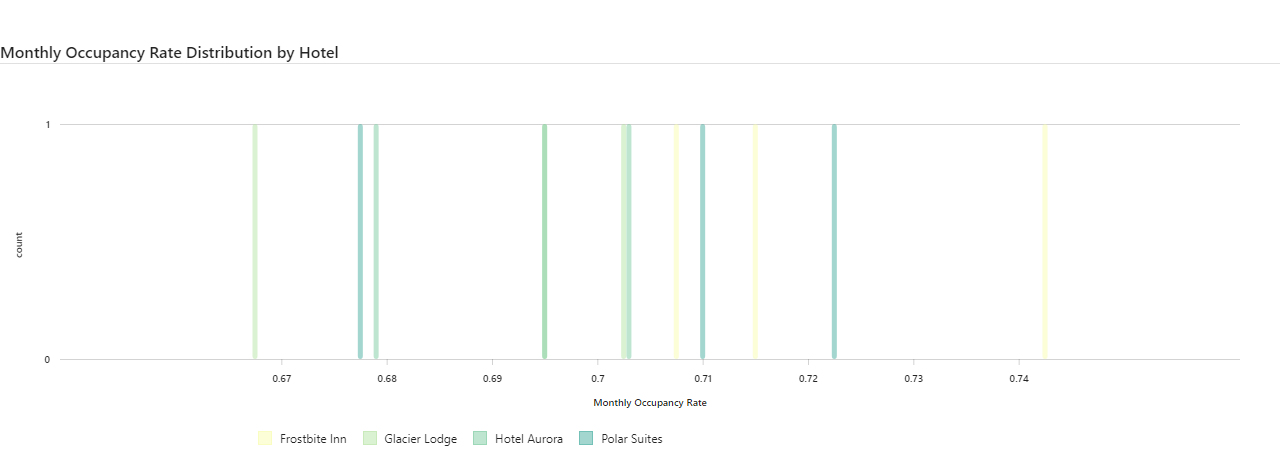 Monthly Occupancy Rate Distribution by Hotel
1
count
0
0.67 0.68 0.69 0.7 0.71 0.72 0.73 0.74
Monthly Occupancy Rate
Frostbite Inn Glacier Lodge Hotel Aurora Polar Suites